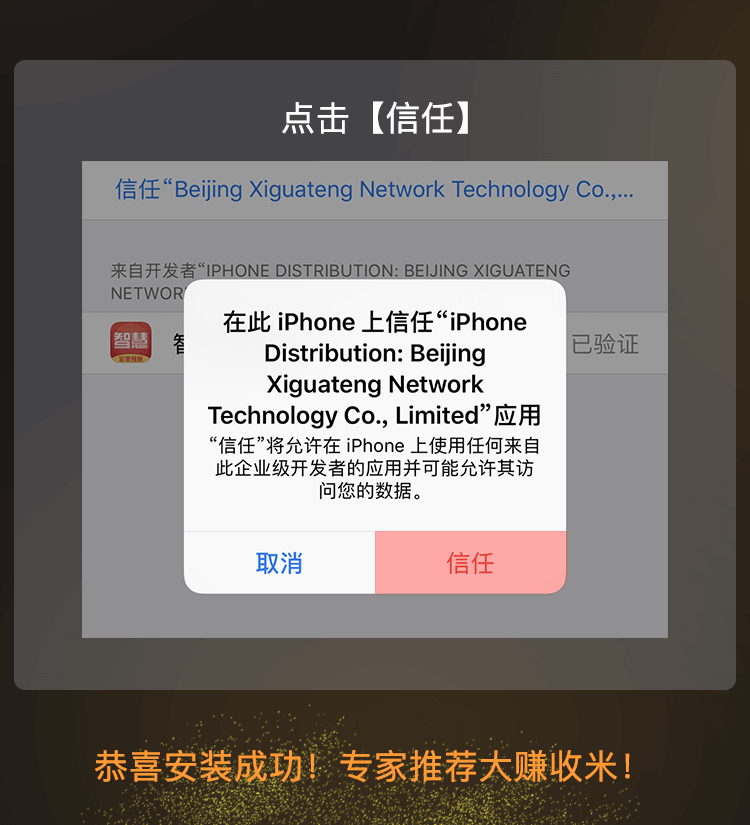 点击【信任】
信任“Beijing Xiguateng Network Technology Co.,...
来自开发者“IPHONE DISTRIBUTION: BEIJING XIGUATENG
NETWOR
智慧
彩票预测
已验证
在此 iPhone 上信任“iPhone
Distribution: Beijing
Xiguateng Network
Technology Co., Limited”应用
“信任”将允许在 iPhone 上使用任何来自
此企业级开发者的应用并可能允许其访
问您的数据。
取消
信任
恭喜安装成功！专家推荐大赚收米！